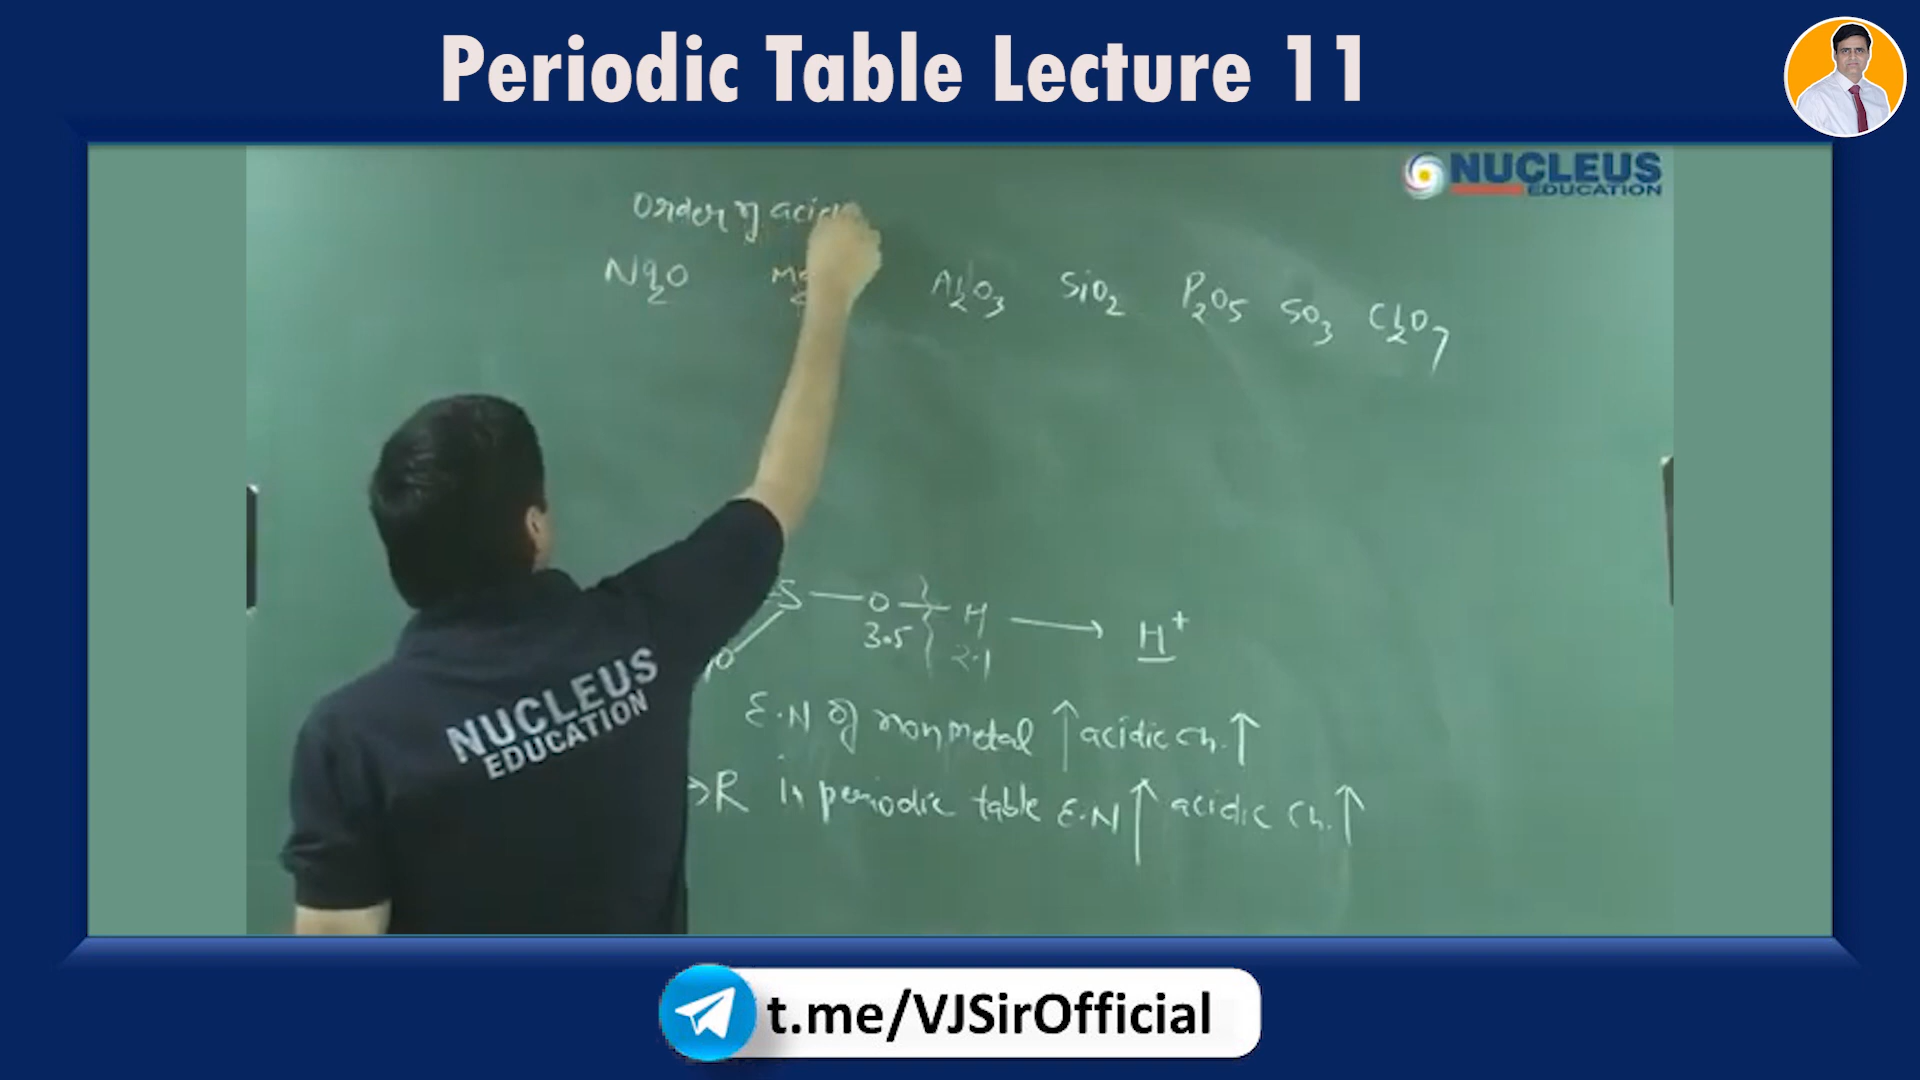 Periodic Table Lecture 11
NUCLEUS
EDUCATION
Order of
Na2O Al2O3 SiO2 P2O5 SO3 Cl2O7
S — O — H → H+
3.5 2.1
O
E.N of nonmetal ↑ acidic ch. ↑
→ R in periodic table E.N ↑ acidic ch. ↑
NUCLEUS
EDUCATION
t.me/VJSirOfficial